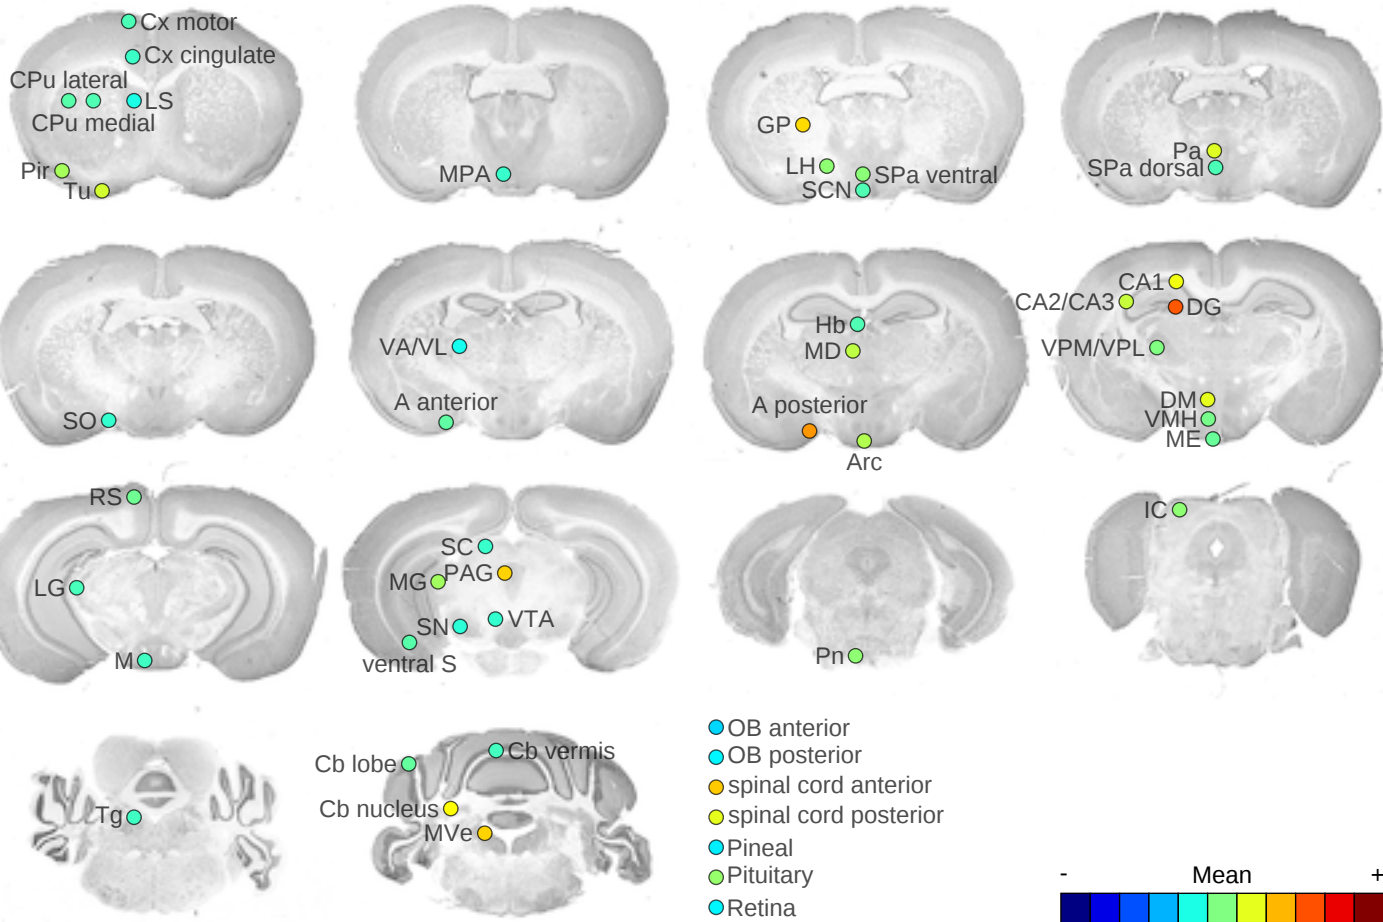 Cx motor
Cx cingulate
CPu lateral
LS
CPu medial
Pir
Tu
MPA
GP
LH
SPa ventral
SCN
Pa
SPa dorsal
SO
VA/VL
A anterior
Hb
MD
A posterior
Arc
CA1
CA2/CA3
DG
VPM/VPL
DM
VMH
ME
RS
LG
M
SC
PAG
MG
SN
VTA
ventral S
Pn
IC
Tg
Cb lobe
Cb vermis
Cb nucleus
MVe
OB anterior
OB posterior
spinal cord anterior
spinal cord posterior
Pineal
Pituitary
Retina
- Mean +